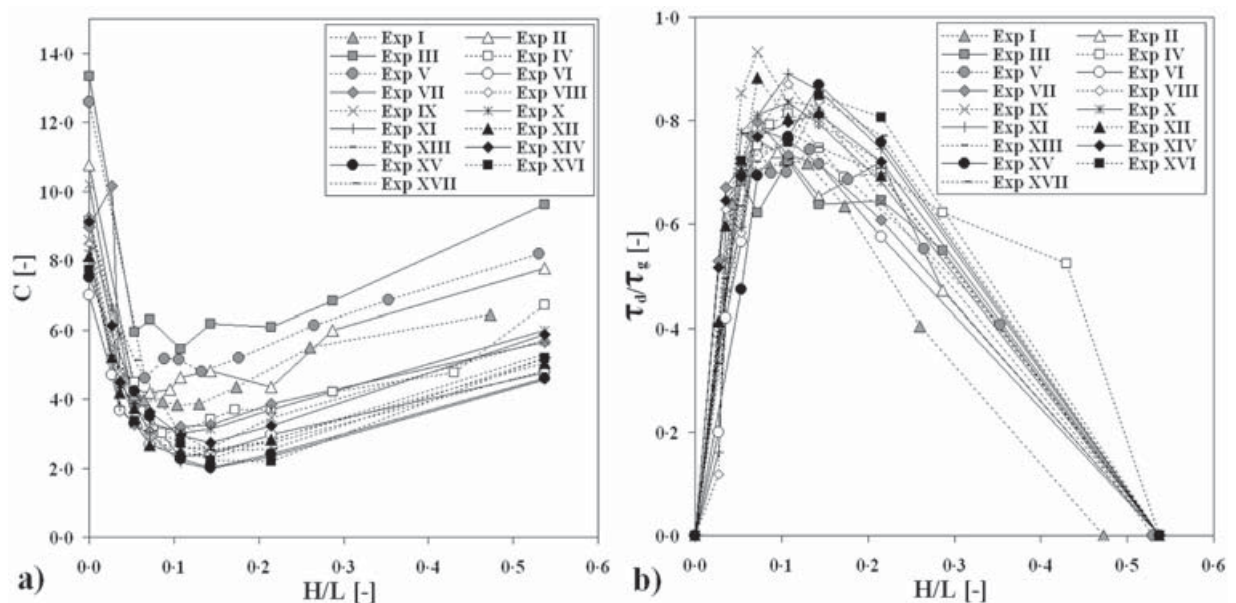 14·0
12·0
10·0
8·0
6·0
4·0
2·0
0·0
C [-]
0·0 0·1 0·2 0·3 0·4 0·5 0·6
H/L [-]
a)
Exp I Exp II
Exp III Exp IV
Exp V Exp VI
Exp VII Exp VIII
Exp IX Exp X
Exp XI Exp XII
Exp XIII Exp XIV
Exp XV Exp XVI
Exp XVII
1·0
0·8
0·6
0·4
0·2
0·0
τd/τg [-]
0·0 0·1 0·2 0·3 0·4 0·5 0·6
H/L [-]
b)
Exp I Exp II
Exp III Exp IV
Exp V Exp VI
Exp VII Exp VIII
Exp IX Exp X
Exp XI Exp XII
Exp XIII Exp XIV
Exp XV Exp XVI
Exp XVII